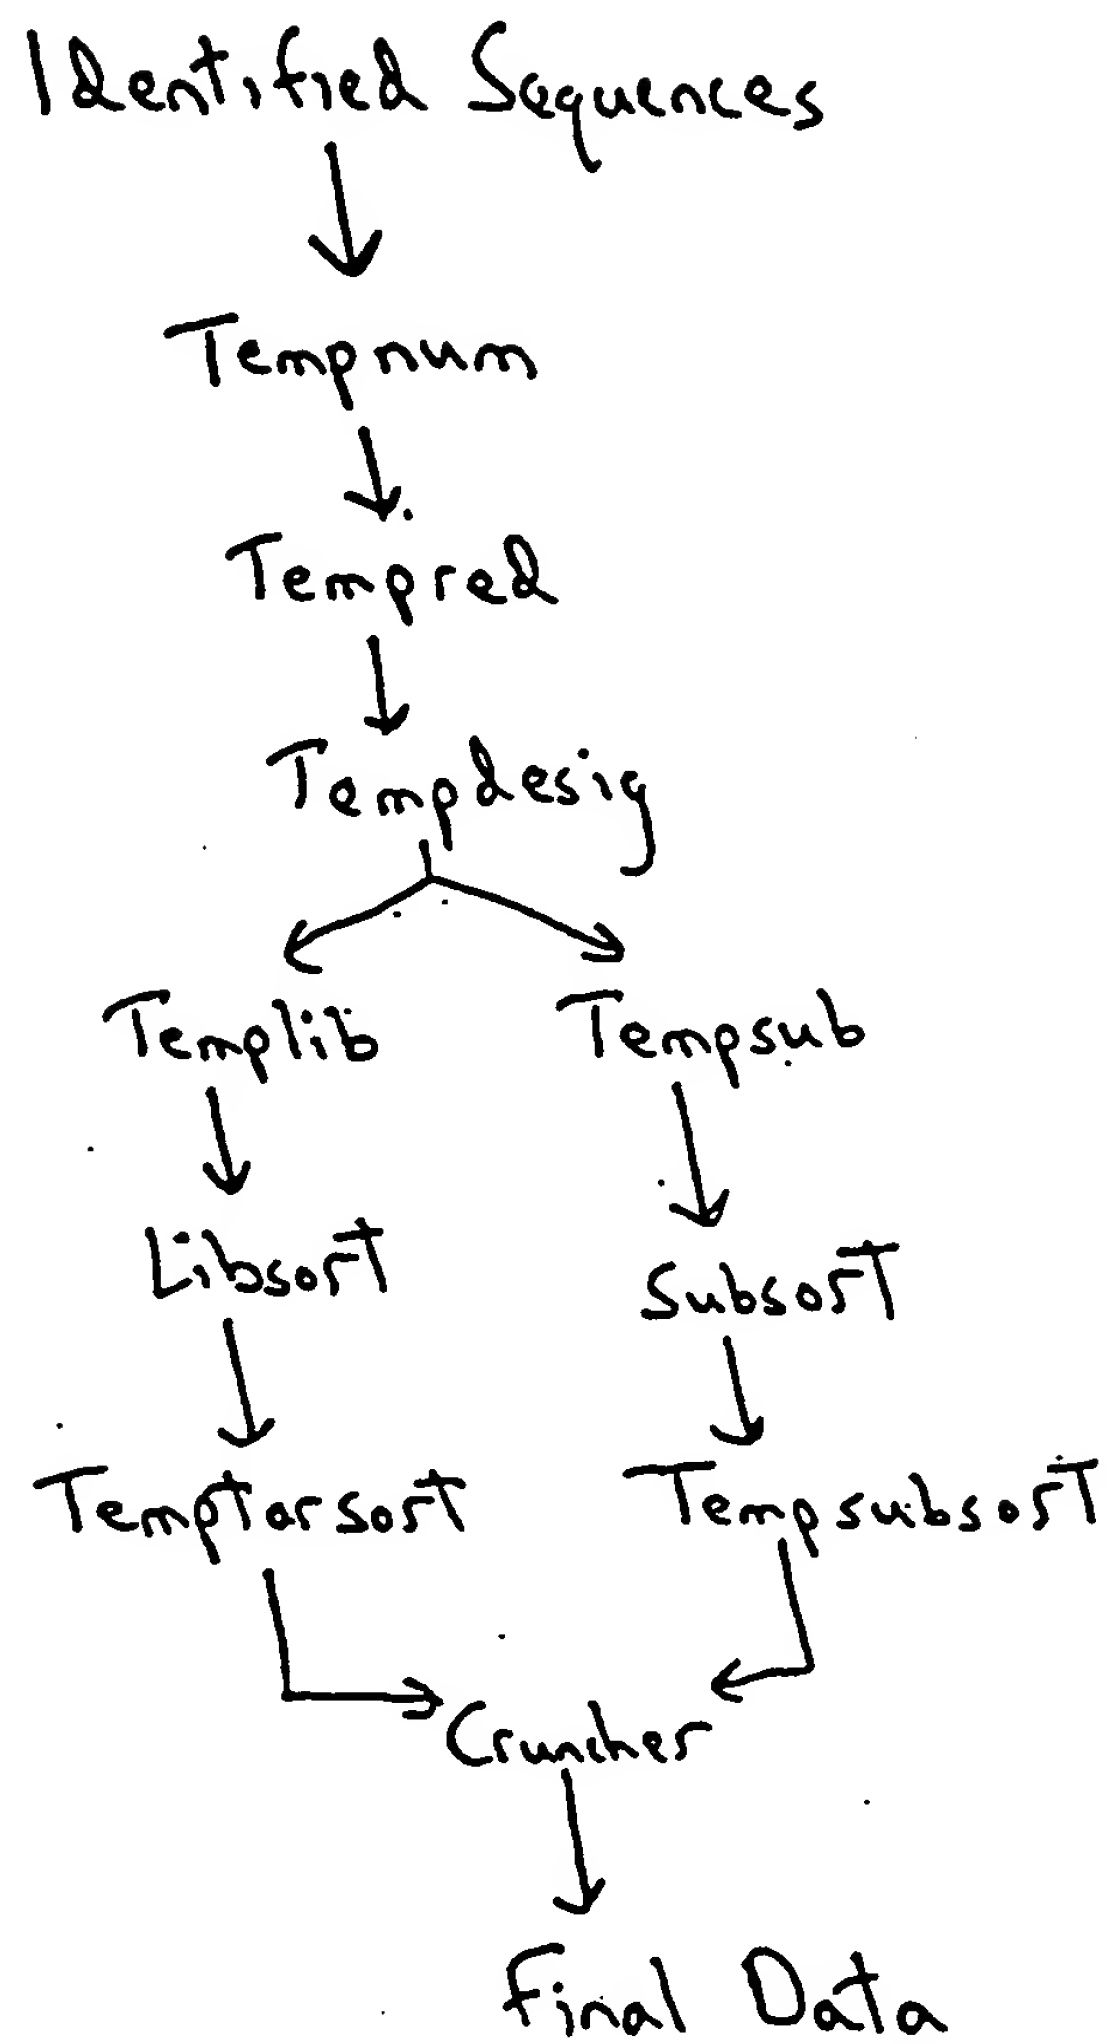 Identified Sequences
Tempnum
Tempred
Tempdesig
Templib Tempsub
Libsort Subsort
Temptarsort Tempsubsort
Cruncher
Final Data